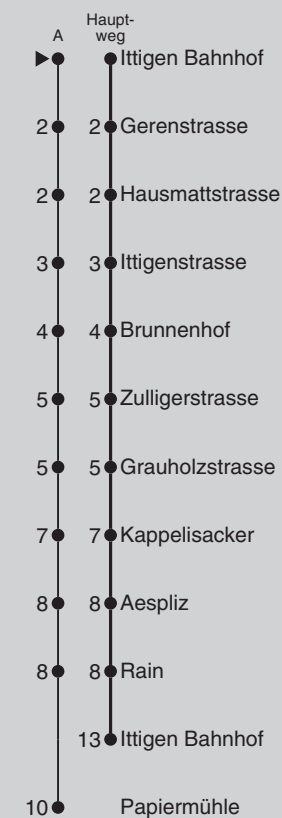 A Haupt-
weg
Ittigen Bahnhof
2 2 Gerenstrasse
2 2 Hausmattstrasse
3 3 Ittigenstrasse
4 4 Brunnenhof
5 5 Zulligerstrasse
5 5 Grauholzstrasse
7 7 Kappelisacker
8 8 Aespliz
8 8 Rain
13 Ittigen Bahnhof
10 Papiermühle